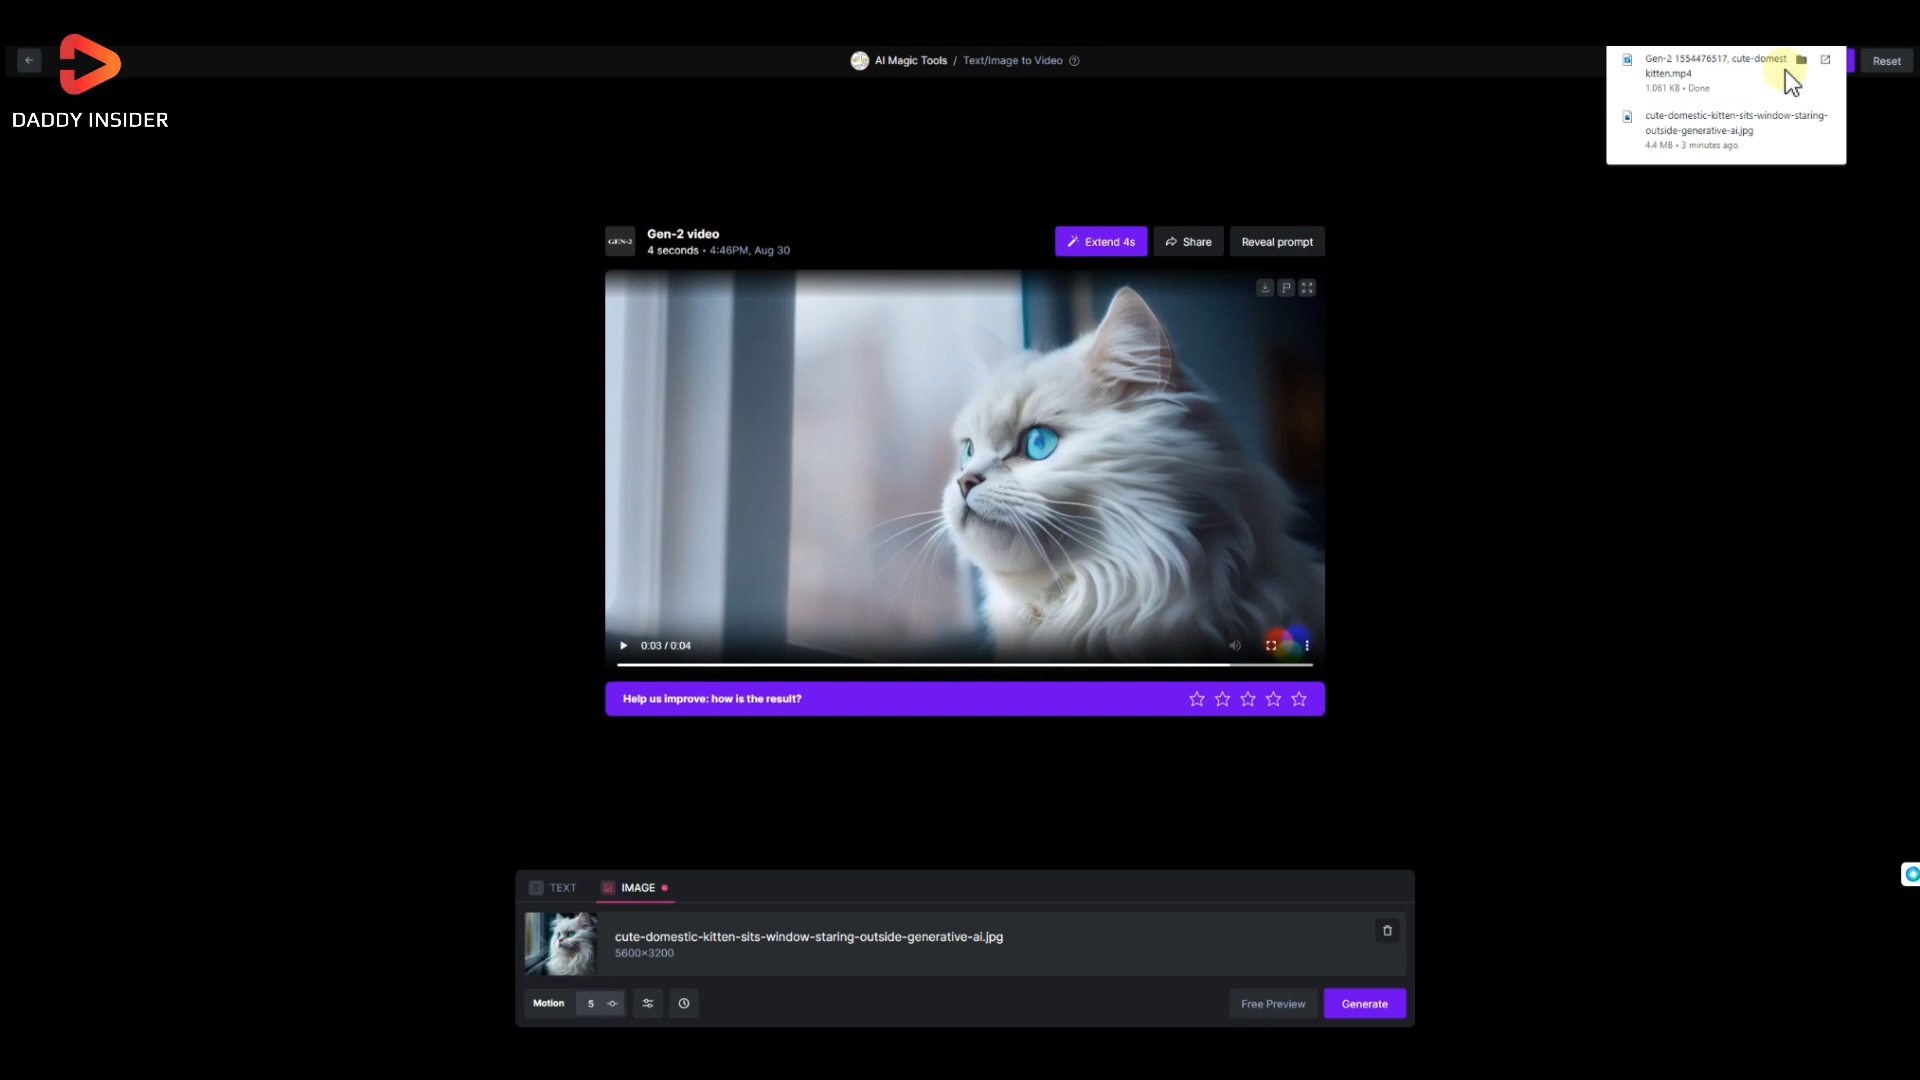 DADDY INSIDER
AI Magic Tools / Text/Image to Video
Gen-2 1554476517, cute-domest
kitten.mp4
1,061 KB • Done
cute-domestic-kitten-sits-window-staring-
outside-generative-ai.jpg
4.4 MB • 3 minutes ago
Reset
GEN-2
Gen-2 video
4 seconds • 4:46PM, Aug 30
Extend 4s
Share
Reveal prompt
0:03 / 0:04
Help us improve: how is the result?
T TEXT
IMAGE
cute-domestic-kitten-sits-window-staring-outside-generative-ai.jpg
5600×3200
Motion 5
Free Preview
Generate